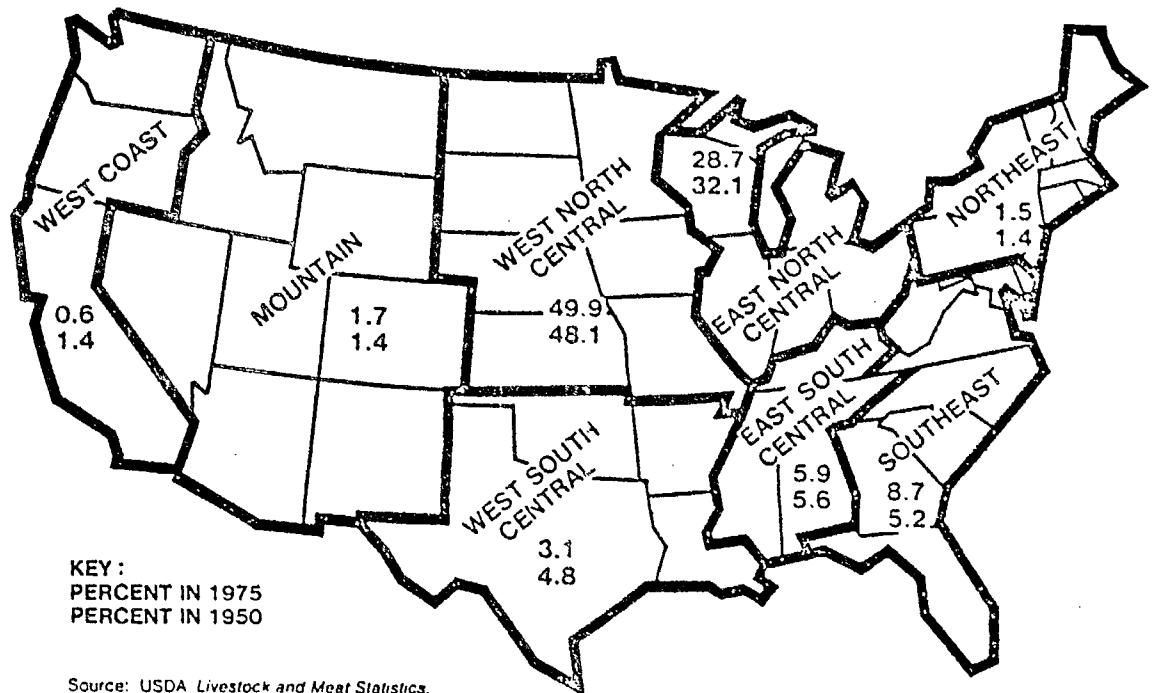 WEST COAST
0.6
1.4
MOUNTAIN
1.7
1.4
WEST NORTH
CENTRAL
49.9
48.1
28.7
32.1
EAST NORTH
CENTRAL
NORTHEAST
1.5
1.4
WEST SOUTH
CENTRAL
3.1
4.8
EAST SOUTH
CENTRAL
5.9
5.6
SOUTHEAST
8.7
5.2
KEY:
PERCENT IN 1975
PERCENT IN 1950
Source: USDA Livestock and Meat Statistics.